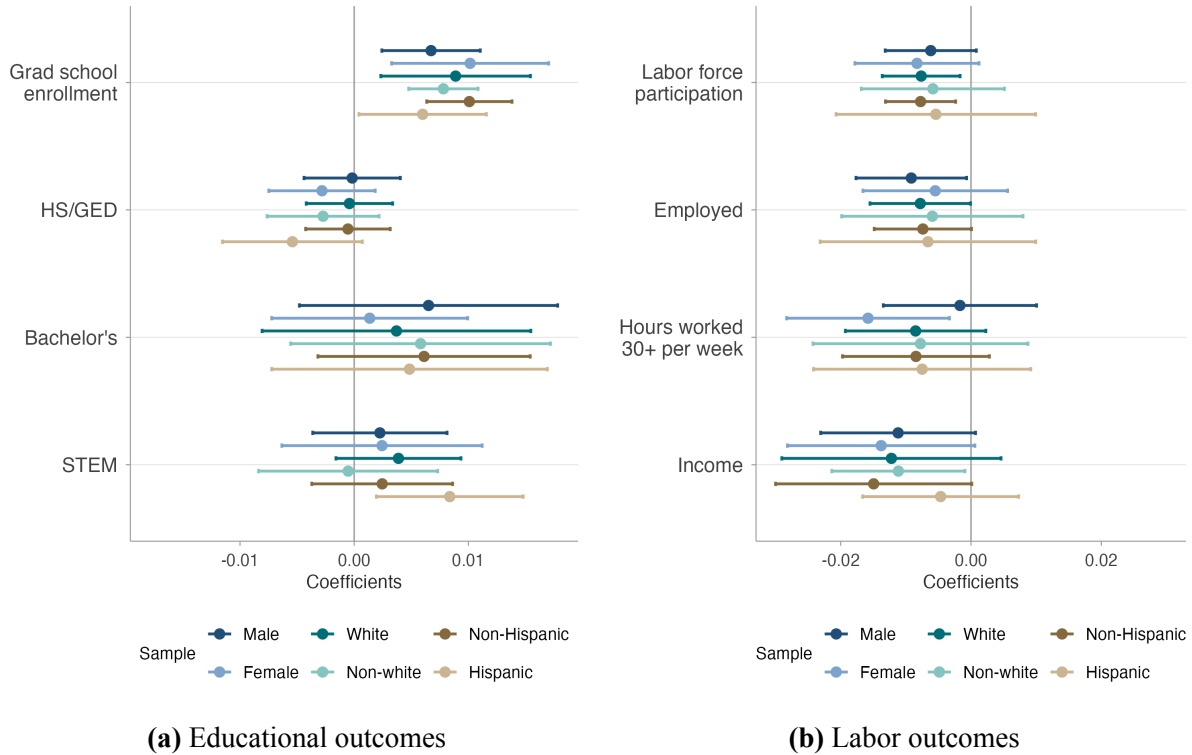 Grad school
enrollment
HS/GED
Bachelor's
STEM
-0.01 0.00 0.01
Coefficients
Sample
Male White Non-Hispanic
Female Non-white Hispanic
(a) Educational outcomes
Labor force
participation
Employed
Hours worked
30+ per week
Income
-0.02 0.00 0.02
Coefficients
Sample
Male White Non-Hispanic
Female Non-white Hispanic
(b) Labor outcomes